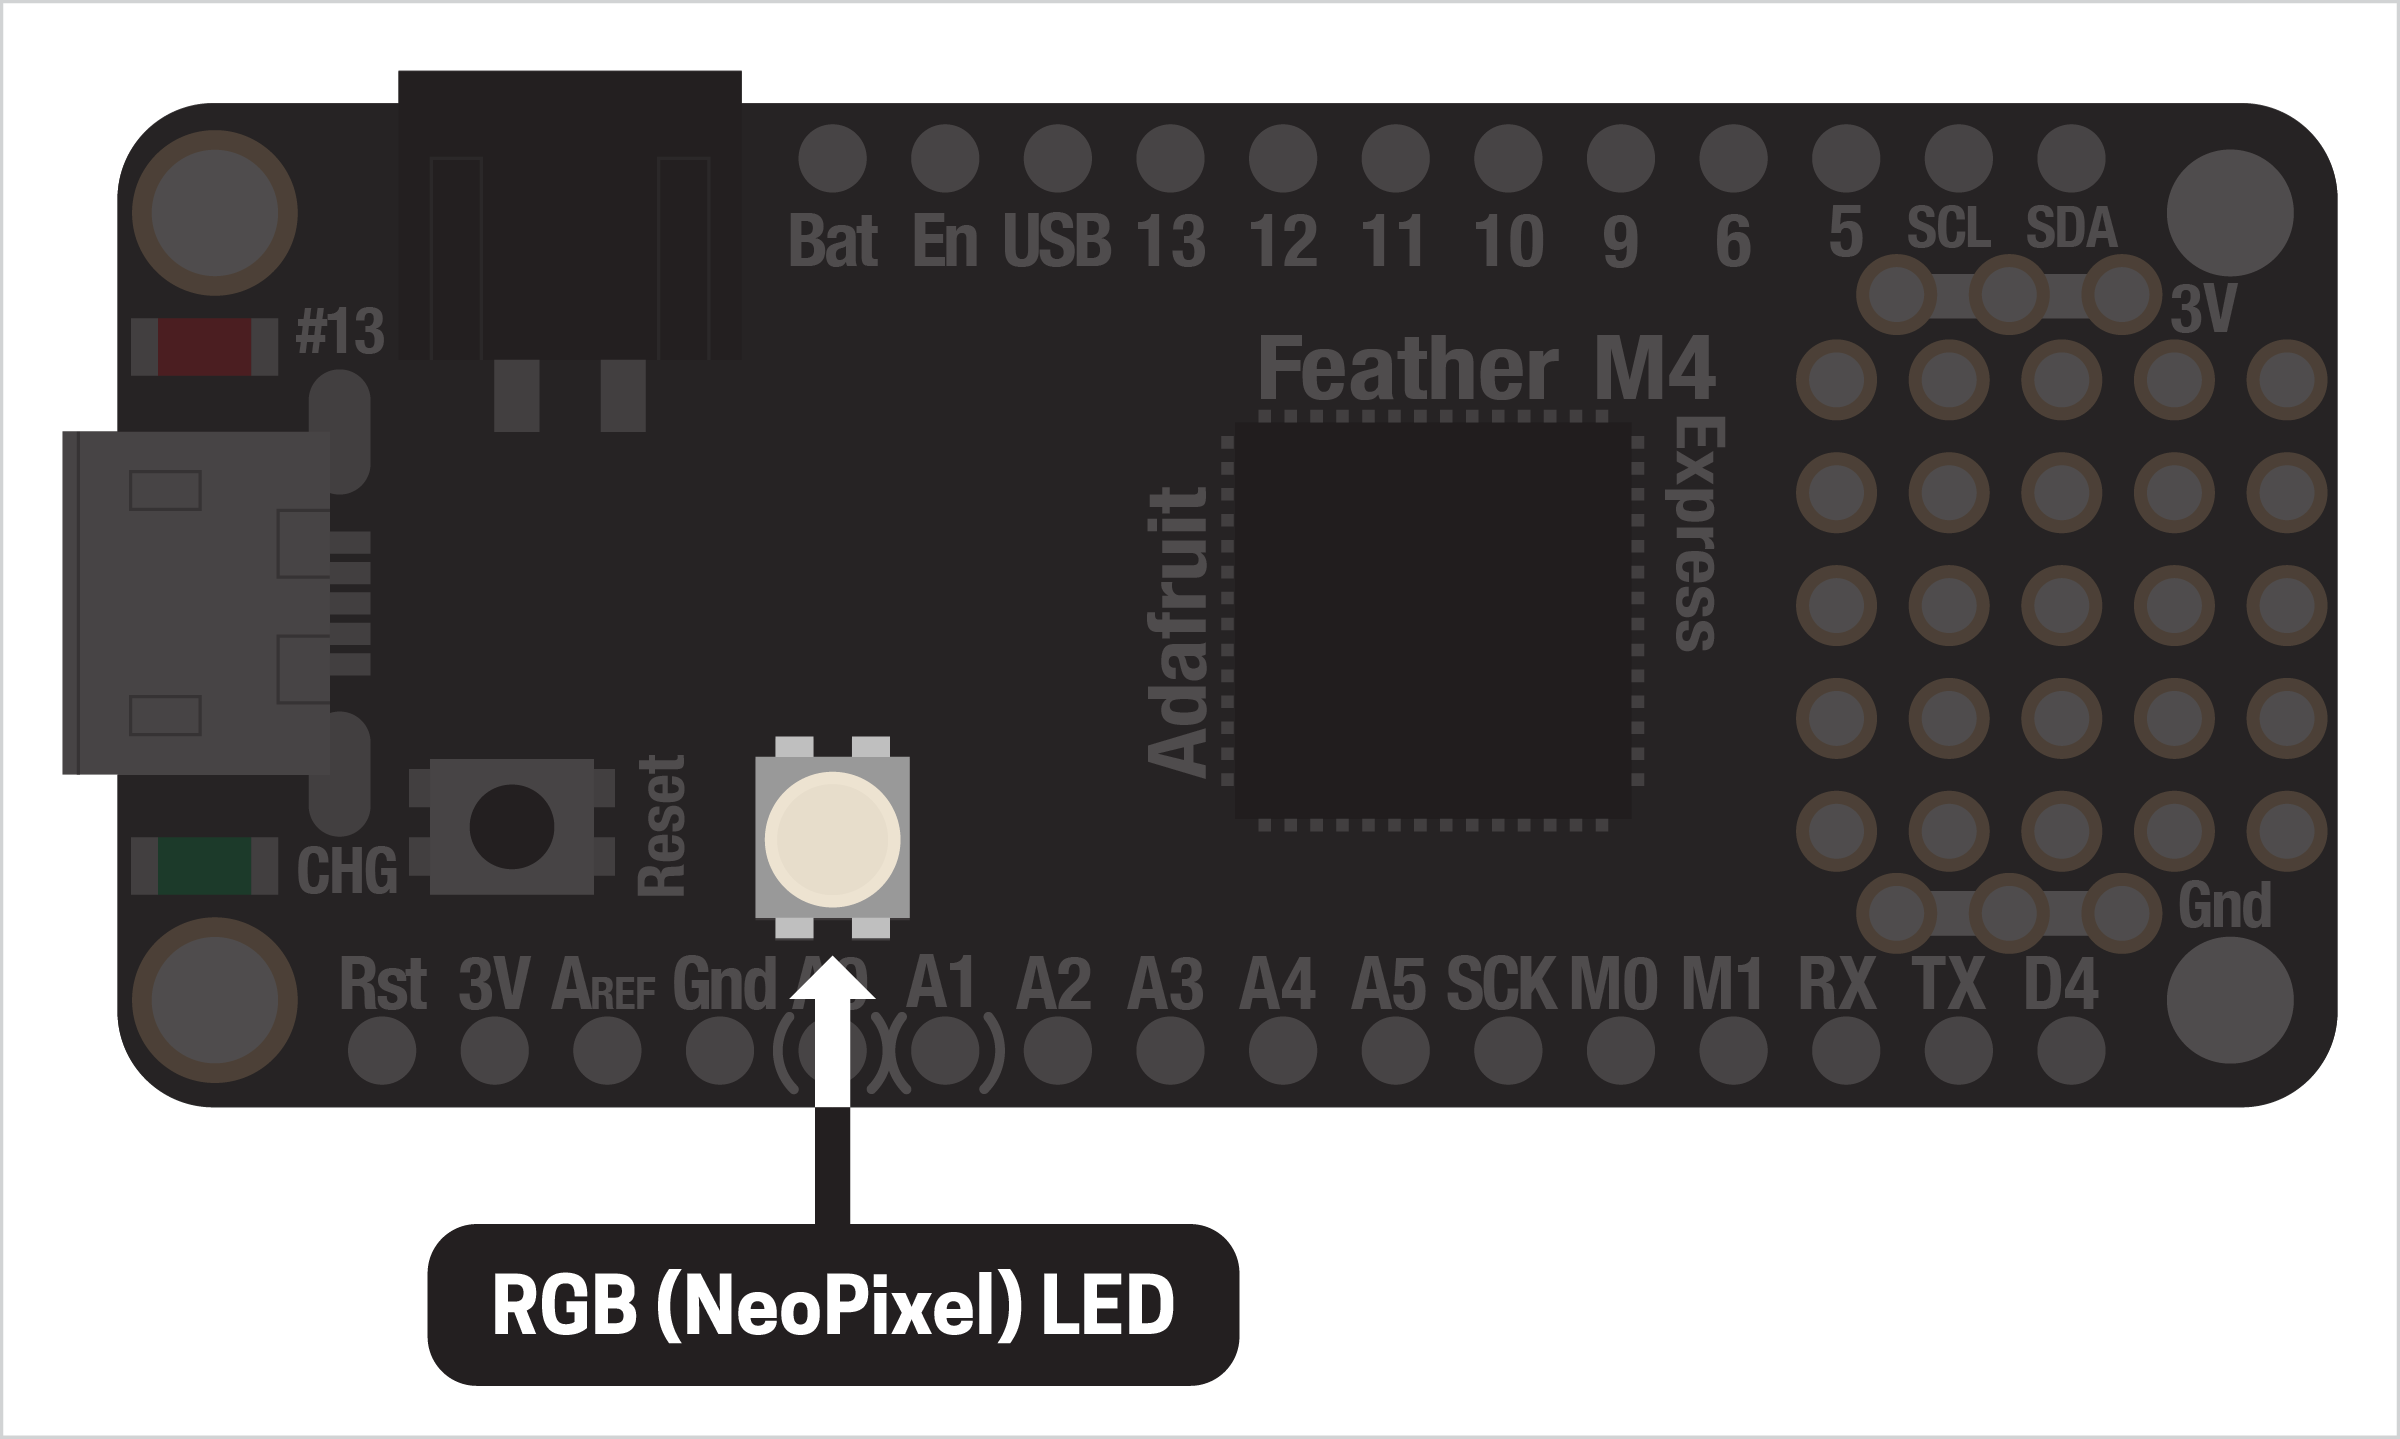 Bat En USB 13 12 11 10 9 6 5 SCL SDA
#13
3V
Feather M4
Express
Adafruit
Reset
CHG
Gnd
Rst 3V AREF Gnd A0 A1 A2 A3 A4 A5 SCK M0 M1 RX TX D4
RGB (NeoPixel) LED